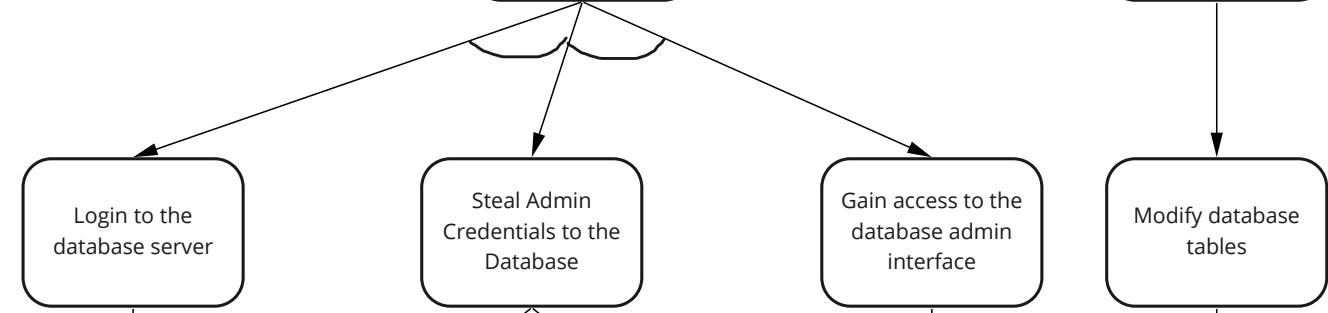 Login to the
database server
Steal Admin
Credentials to the
Database
Gain access to the
database admin
interface
Modify database
tables